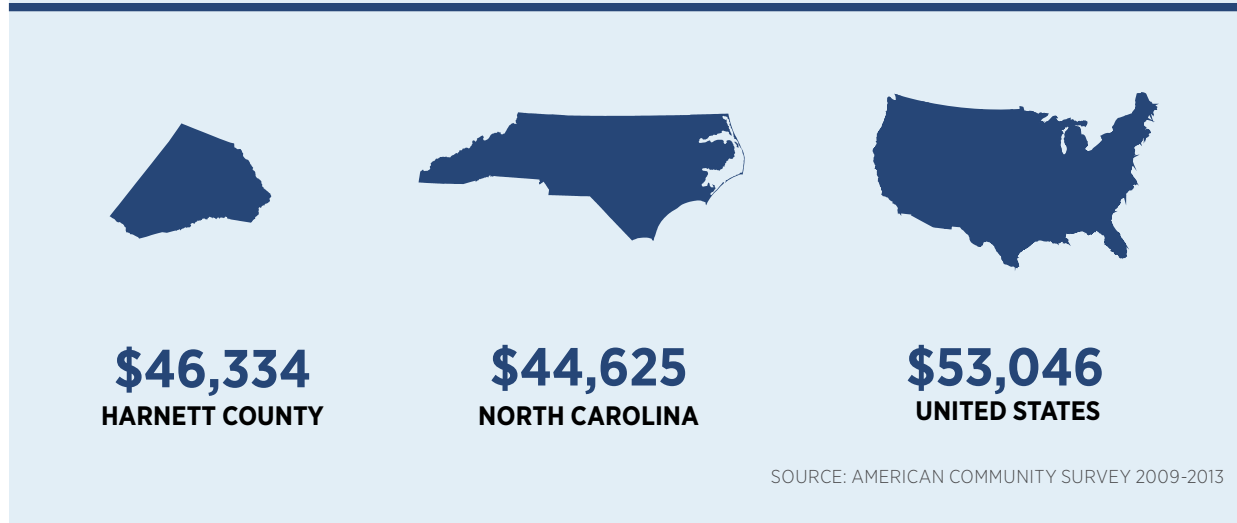 $46,334
HARNETT COUNTY
$44,625
NORTH CAROLINA
$53,046
UNITED STATES
SOURCE: AMERICAN COMMUNITY SURVEY 2009-2013